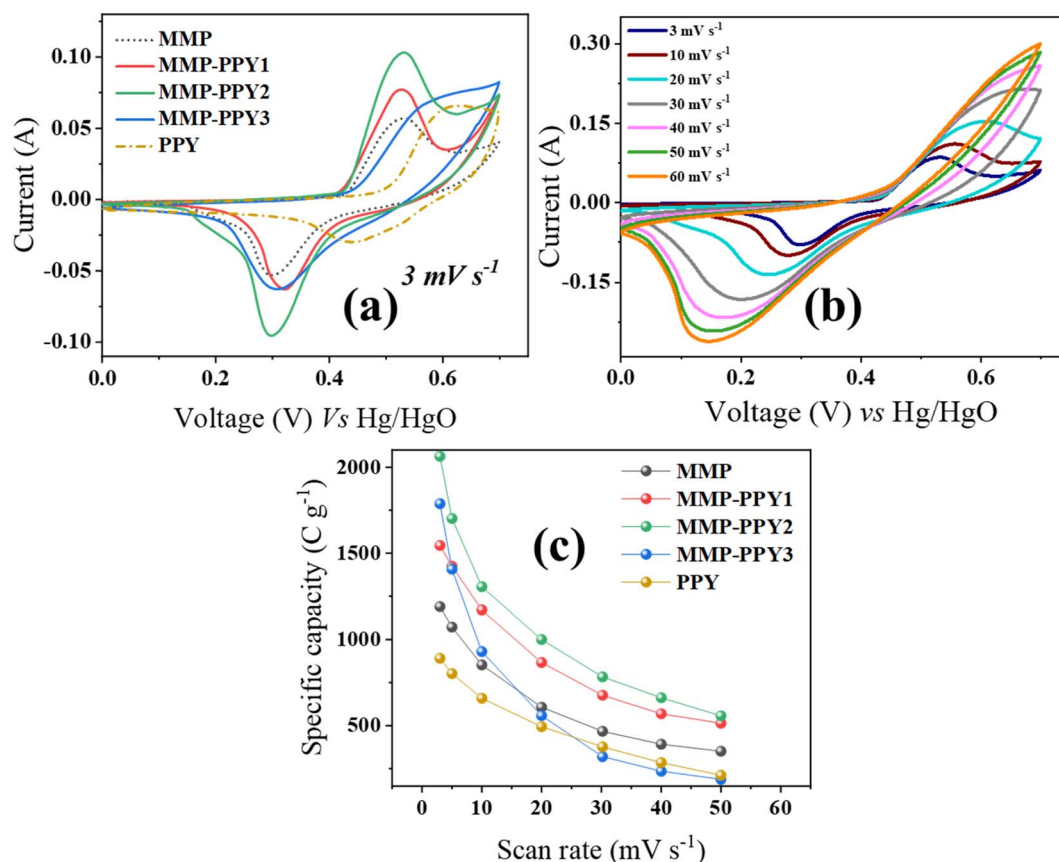 MMP
MMP-PPY1
MMP-PPY2
MMP-PPY3
PPY
0.10
0.05
0.00
-0.05
-0.10
Current (A)
(a)
3 mV s⁻¹
0.0 0.2 0.4 0.6
Voltage (V) Vs Hg/HgO
3 mV s⁻¹
10 mV s⁻¹
20 mV s⁻¹
30 mV s⁻¹
40 mV s⁻¹
50 mV s⁻¹
60 mV s⁻¹
0.30
0.15
0.00
-0.15
Current (A)
(b)
0.0 0.2 0.4 0.6
Voltage (V) vs Hg/HgO
2000
1500
1000
500
Specific capacity (C g⁻¹)
(c)
MMP
MMP-PPY1
MMP-PPY2
MMP-PPY3
PPY
0 10 20 30 40 50
Scan rate (mV s⁻¹)